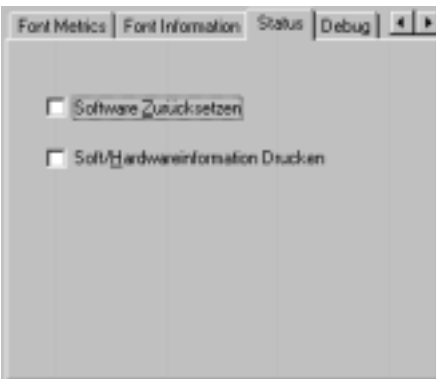 Font Metrics Font Information Status Debug
Software Zurücksetzen
Soft/Hardwareinformation Drucken